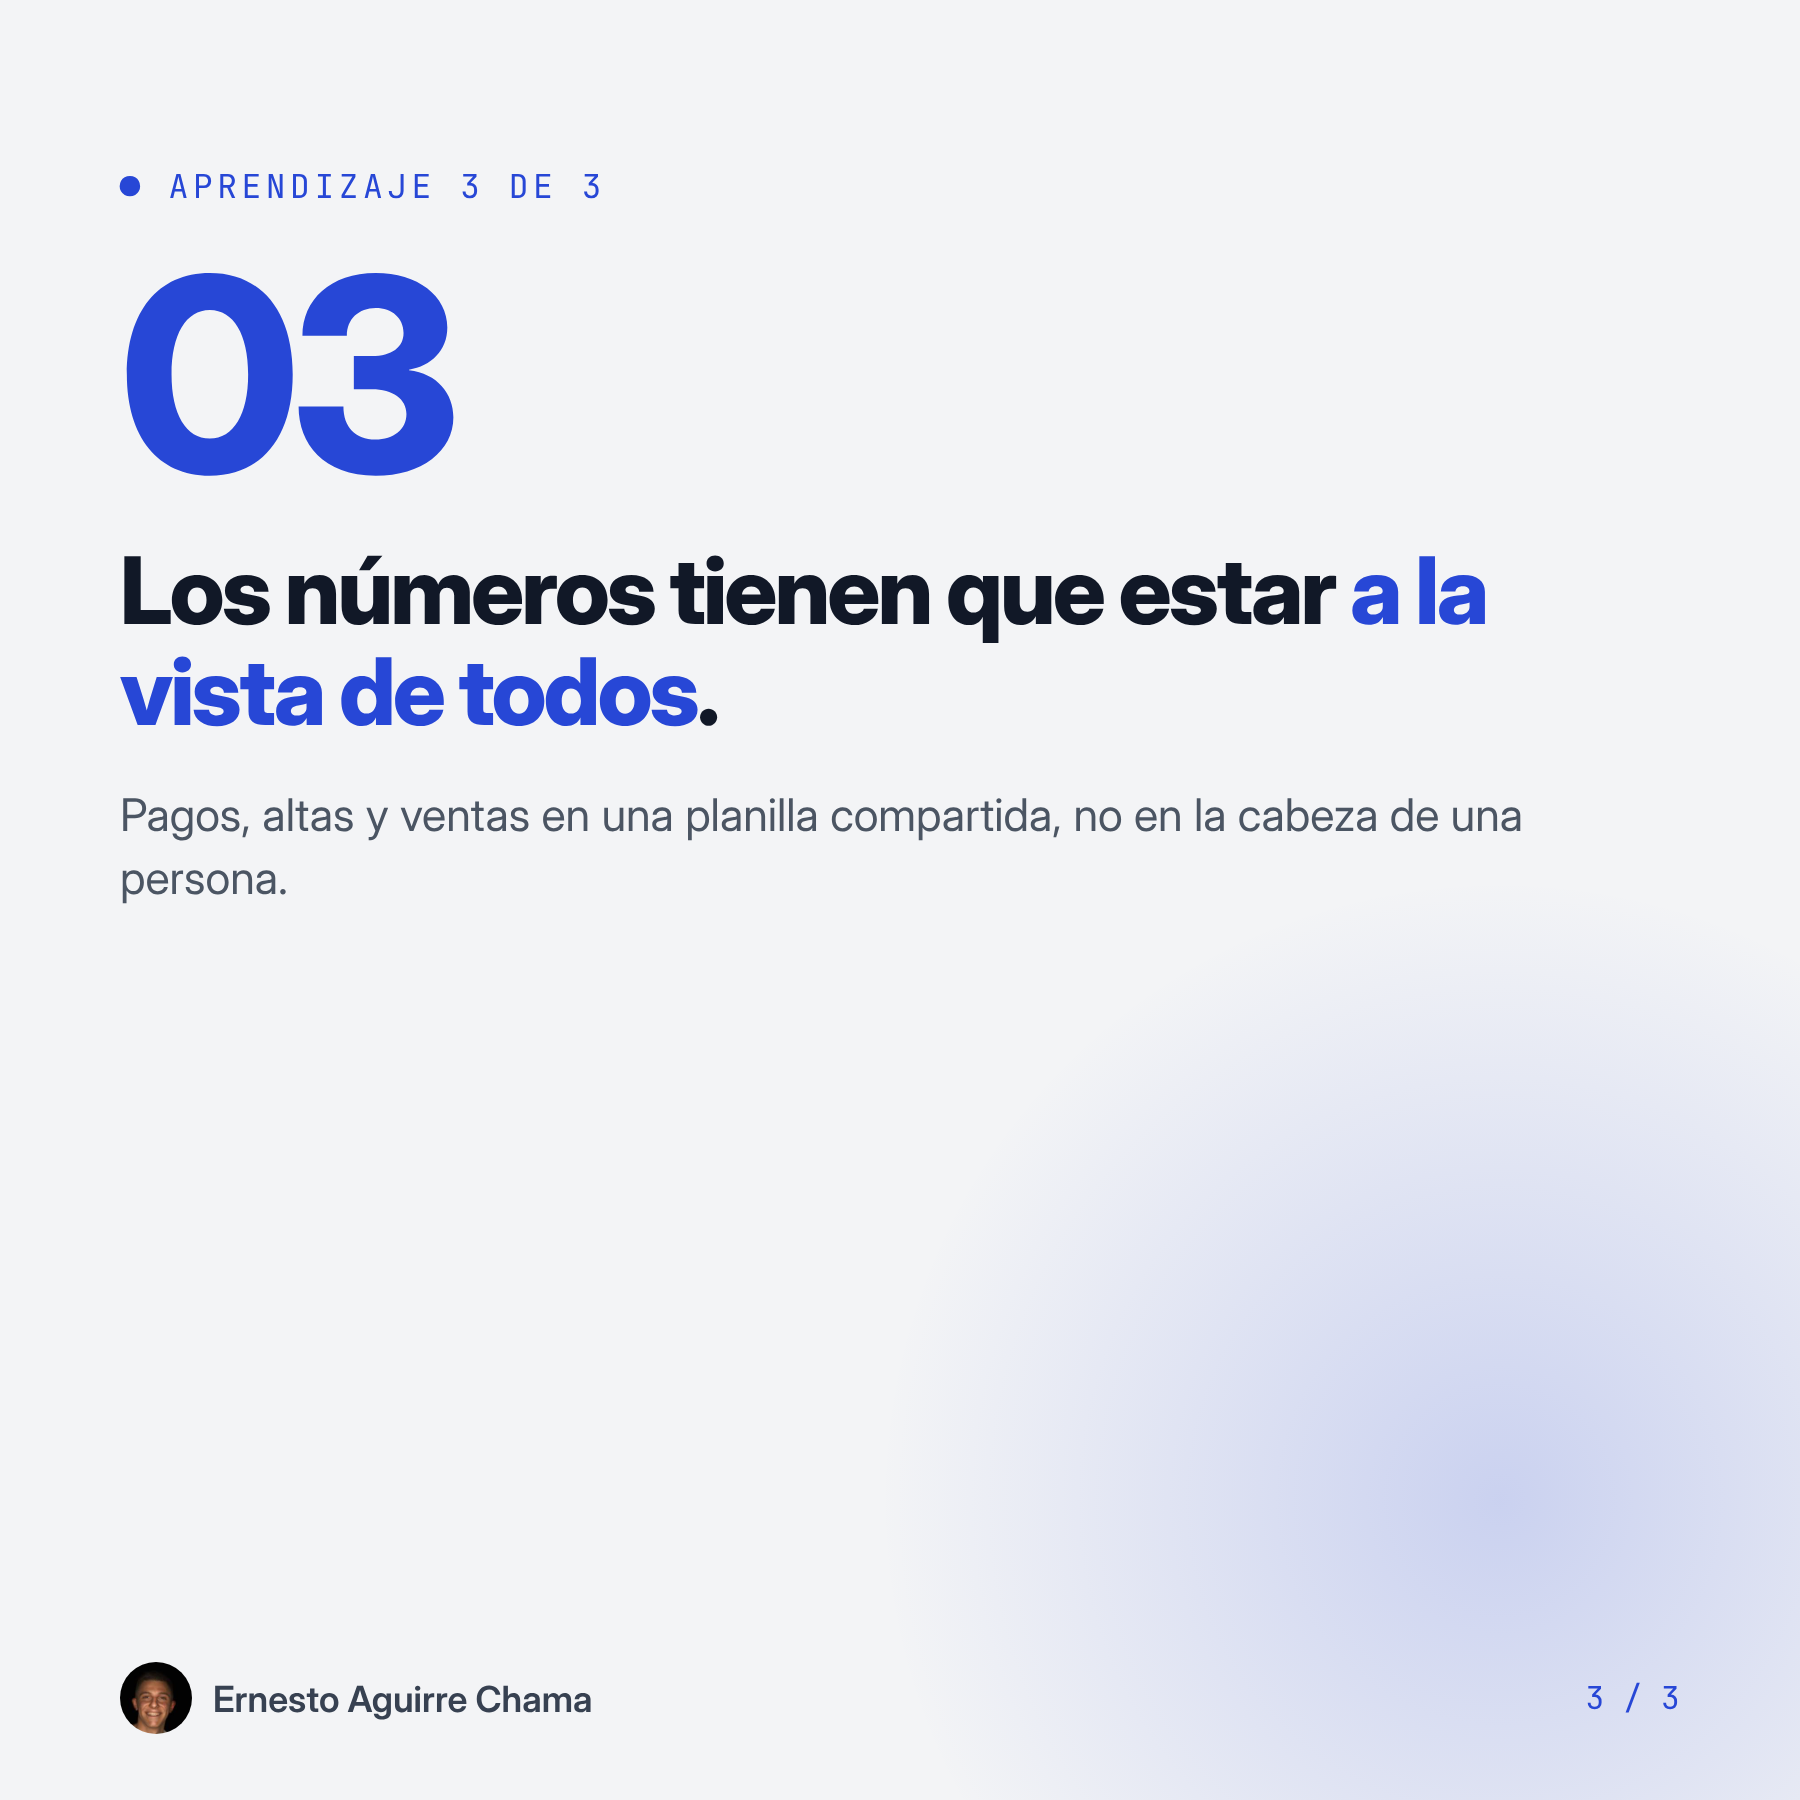 APRENDIZAJE 3 DE 3
03
Los números tienen que estar a la
vista de todos.
Pagos, altas y ventas en una planilla compartida, no en la cabeza de una
persona.
Ernesto Aguirre Chama
3 / 3